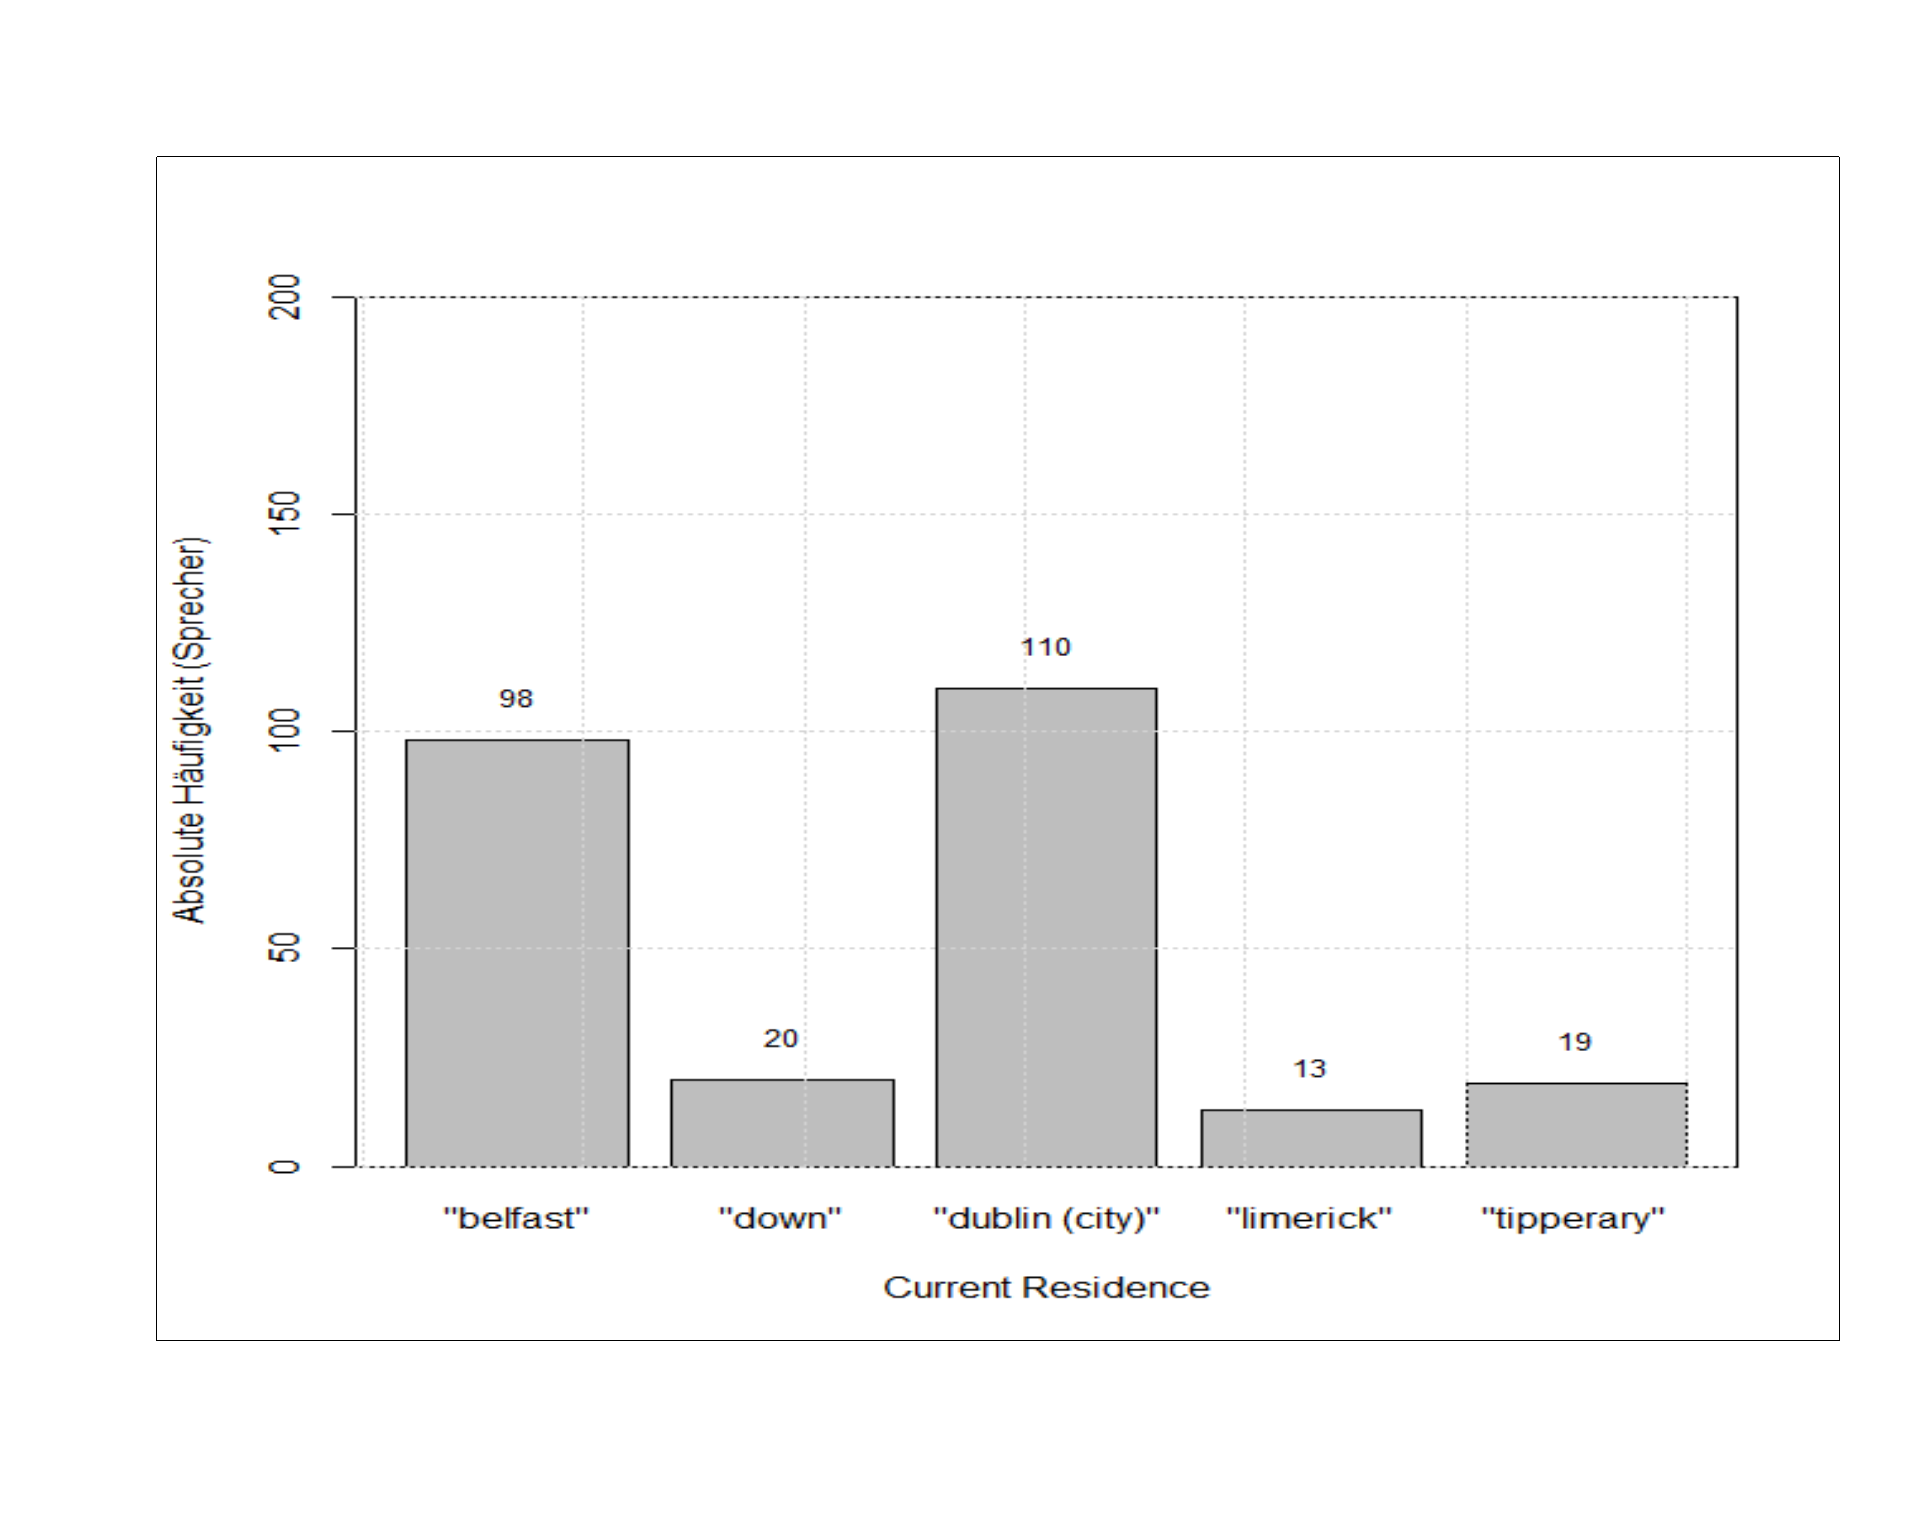 200
150
100
50
0
Absolute Häufigkeit (Sprecher)
98
20
110
13
19
"belfast"
"down"
"dublin (city)"
"limerick"
"tipperary"
Current Residence